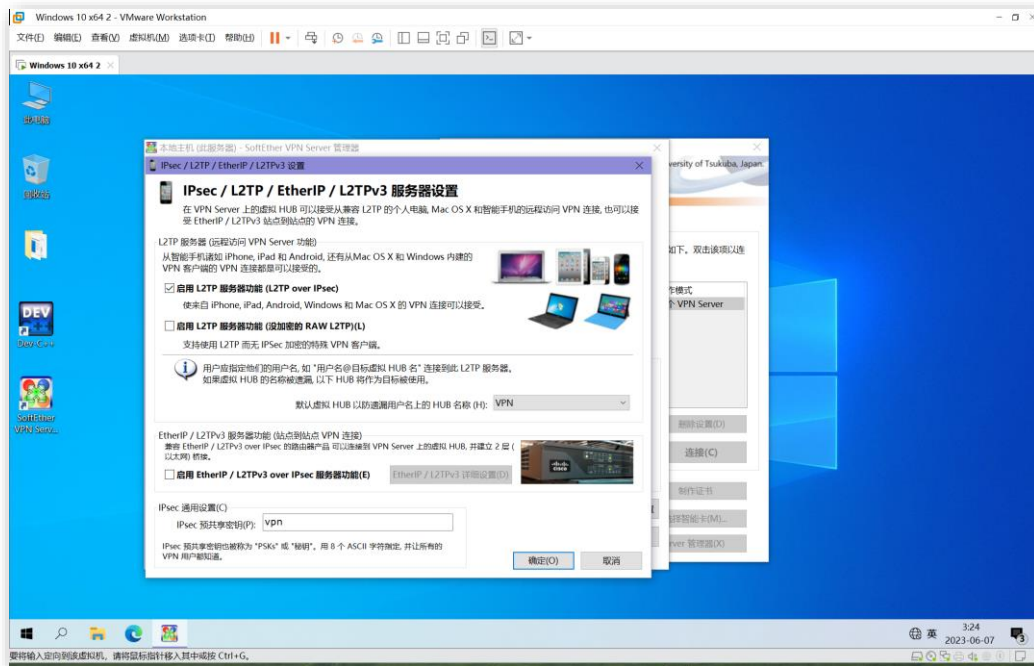 Windows 10 x64 2 - VMware Workstation
文件(F) 编辑(E) 查看(V) 虚拟机(M) 选项卡(T) 帮助(H)
Windows 10 x64 2
此电脑
回收站
DEV
Dev-C++
SoftEther
VPN Serv...
本地主机 (此服务器) - SoftEther VPN Server 管理器
IPsec / L2TP / EtherIP / L2TPv3 设置
versity of Tsukuba, Japan.
IPsec / L2TP / EtherIP / L2TPv3 服务器设置
在 VPN Server 上的虚拟 HUB 可以接受从兼容 L2TP 的个人电脑, Mac OS X 和智能手机的远程访问 VPN 连接, 也可以接
受 EtherIP / L2TPv3 站点到站点的 VPN 连接。
L2TP 服务器 (远程访问 VPN Server 功能)
从智能手机诸如 iPhone, iPad 和 Android, 还有从Mac OS X 和 Windows 内建的
VPN 客户端的 VPN 连接都是可以接受的。
如下。双击该项以连
启用 L2TP 服务器功能 (L2TP over IPsec)
作模式
使来自 iPhone, iPad, Android, Windows 和 Mac OS X 的 VPN 连接可以接受。
个 VPN Server
启用 L2TP 服务器功能 (没加密的 RAW L2TP)(L)
支持使用 L2TP 而无 IPSec 加密的特殊 VPN 客户端。
用户应指定他们的用户名, 如 "用户名@目标虚拟 HUB 名" 连接到此 L2TP 服务器。
如果虚拟 HUB 的名称被遗漏, 以下 HUB 将作为目标被使用。
默认虚拟 HUB 以防遗漏用户名上的 HUB 名称 (H): VPN
删除设置(D)
EtherIP / L2TPv3 服务器功能 (站点到站点 VPN 连接)
兼容 EtherIP / L2TPv3 over IPsec 的路由器产品 可以连接到 VPN Server 上的虚拟 HUB, 并建立 2 层 (
以太网) 桥接。
连接(C)
启用 EtherIP / L2TPv3 over IPsec 服务器功能(E) EtherIP / L2TPv3 详细设置(D)
cisco
制作证书
IPsec 通用设置(C)
IPsec 预共享密钥(P): vpn
选择智能卡(M)...
IPsec 预共享密钥也被称为 "PSKs" 或 "秘钥"。用 8 个 ASCII 字符指定, 并让所有的
VPN 用户都知道。
确定(O) 取消
rver 管理器(X)
英
3:24
2023-06-07
3
要将输入定向到该虚拟机，请将鼠标指针移入其中或按 Ctrl+G。